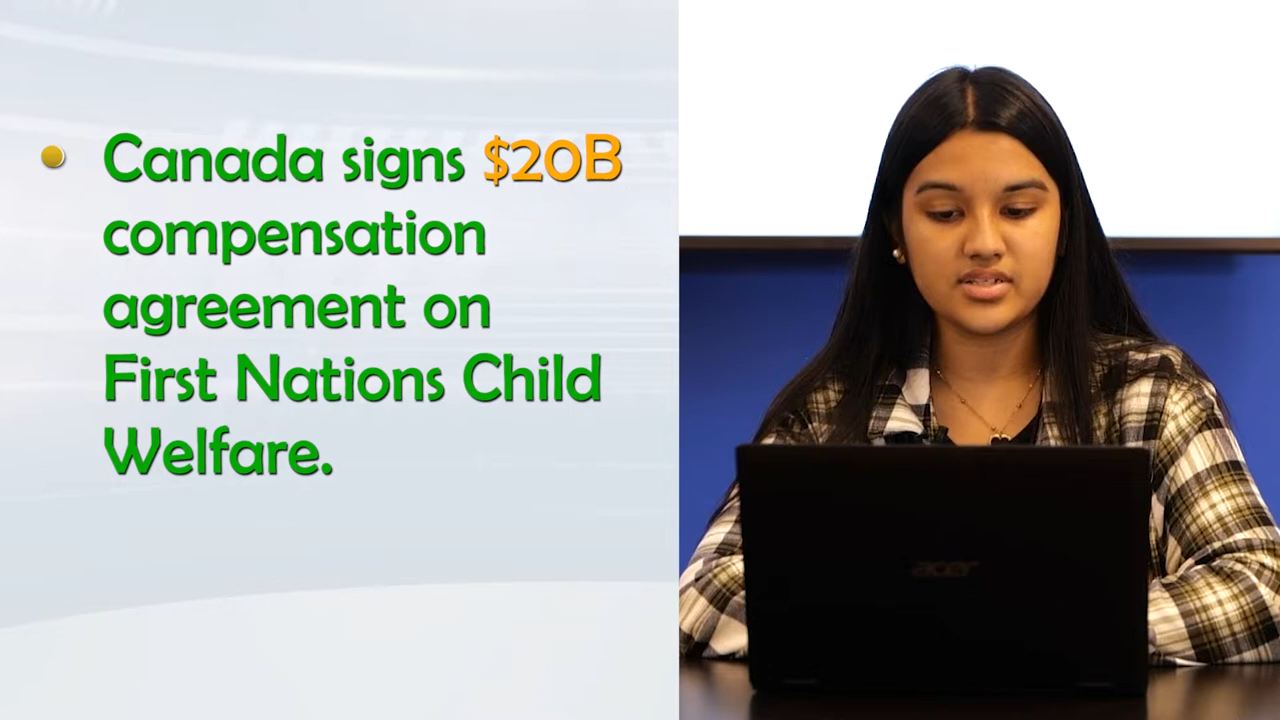 Canada signs $20B
compensation
agreement on
First Nations Child
Welfare.
acer